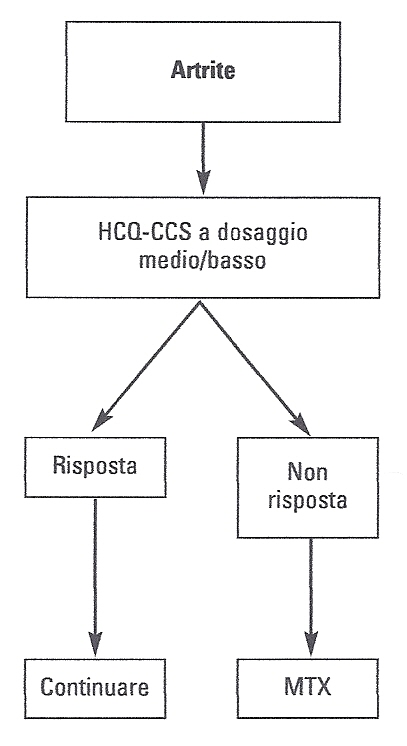 Artrite
HCQ-CCS a dosaggio
medio/basso
Risposta
Non
risposta
Continuare
MTX